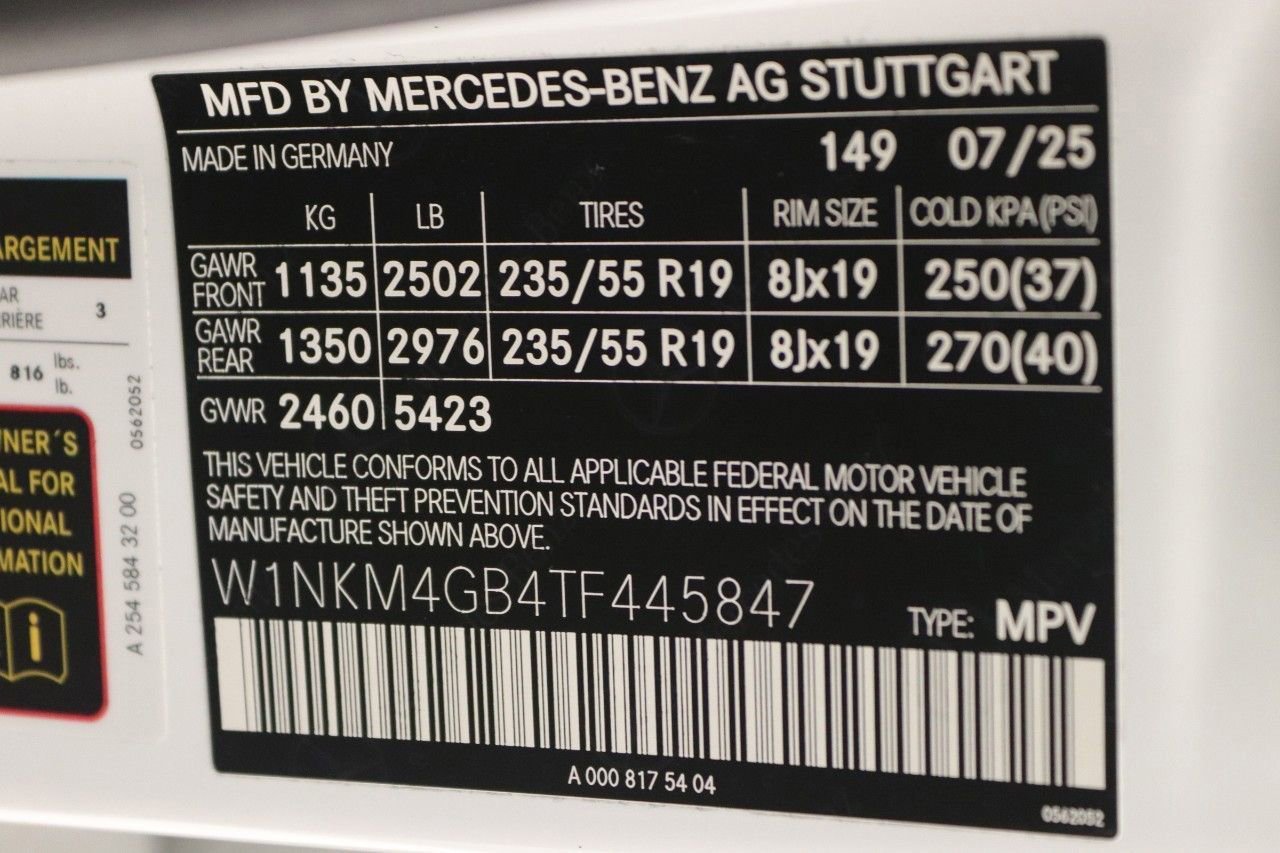 MFD BY MERCEDES-BENZ AG STUTTGART
MADE IN GERMANY 149 07/25
KG LB TIRES RIM SIZE COLD KPA(PSI)
GAWR FRONT 1135 2502 235/55 R19 8Jx19 250(37)
GAWR REAR 1350 2976 235/55 R19 8Jx19 270(40)
GVWR 2460 5423
THIS VEHICLE CONFORMS TO ALL APPLICABLE FEDERAL MOTOR VEHICLE
SAFETY AND THEFT PREVENTION STANDARDS IN EFFECT ON THE DATE OF
MANUFACTURE SHOWN ABOVE.
W1NKM4GB4TF445847
TYPE: MPV
A 000 817 54 04
0562052
ARGEMENT
AR
RIÈRE 3
816 lbs.
lb.
NER´S
AL FOR
IONAL
MATION
i
A 254 584 32 00 0562052